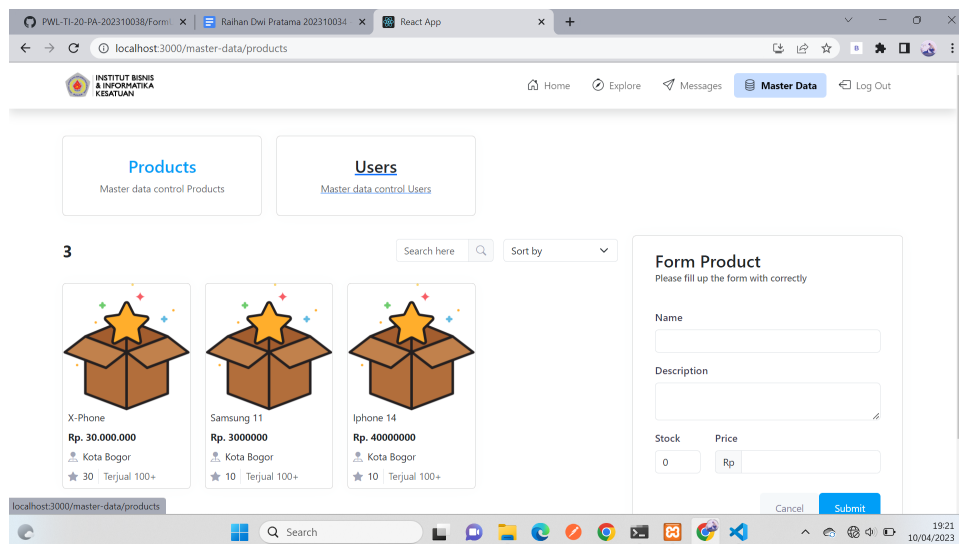 PWL-TI-20-PA-202310038/Form
Raihan Dwi Pratama 202310034
React App
localhost:3000/master-data/products
B
INSTITUT BISNIS
& INFORMATIKA
KESATUAN
Home
Explore
Messages
Master Data
Log Out
Products
Master data control Products
Users
Master data control Users
3
Search here
Sort by
X-Phone
Rp. 30.000.000
Kota Bogor
30
Terjual 100+
Samsung 11
Rp. 3000000
Kota Bogor
10
Terjual 100+
Iphone 14
Rp. 40000000
Kota Bogor
10
Terjual 100+
Form Product
Please fill up the form with correctly
Name
Description
Stock
Price
0
Rp
Cancel
Submit
localhost:3000/master-data/products
Search
19:21
10/04/2023